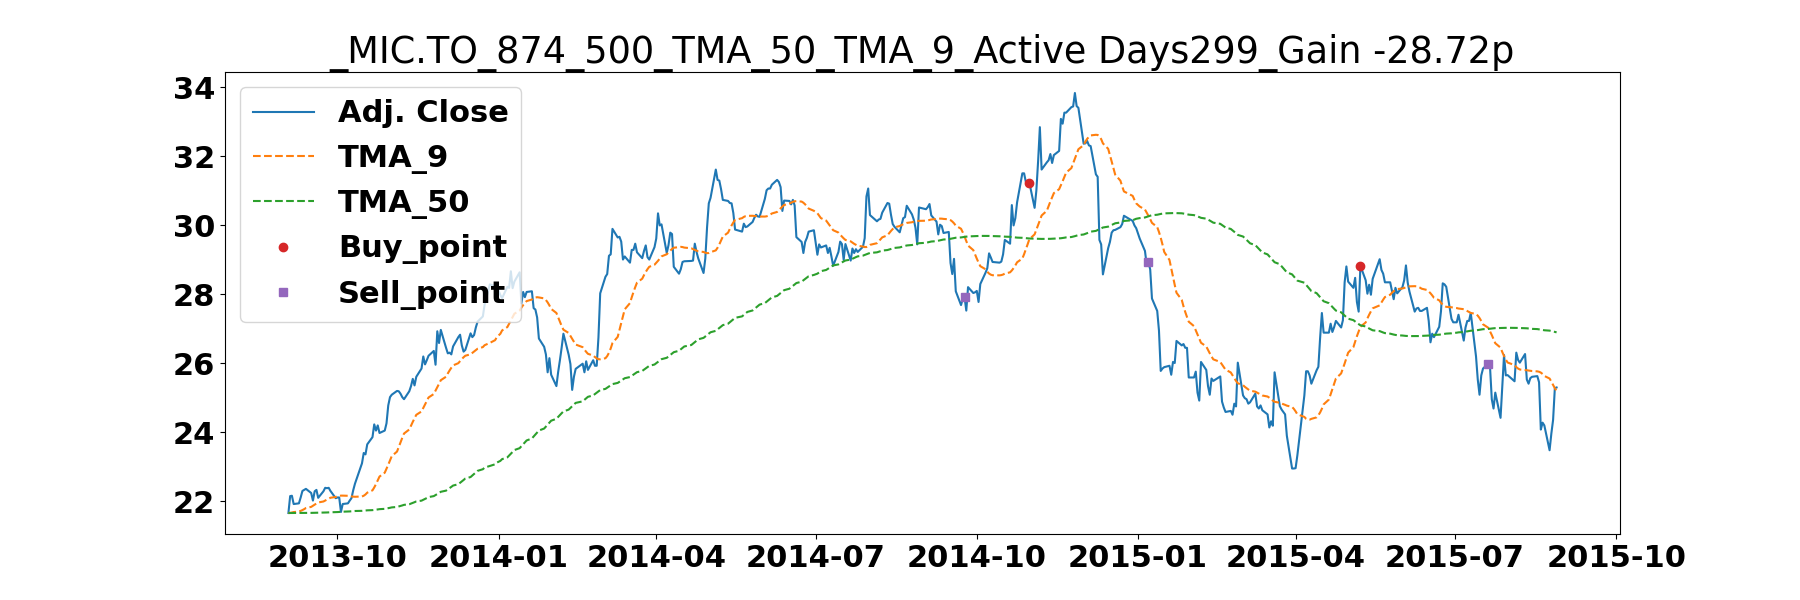 _MIC.TO_874_500_TMA_50_TMA_9_Active Days299_Gain -28.72p
34
32
30
28
26
24
22
Adj. Close
TMA_9
TMA_50
Buy_point
Sell_point
2013-10 2014-01 2014-04 2014-07 2014-10 2015-01 2015-04 2015-07 2015-10